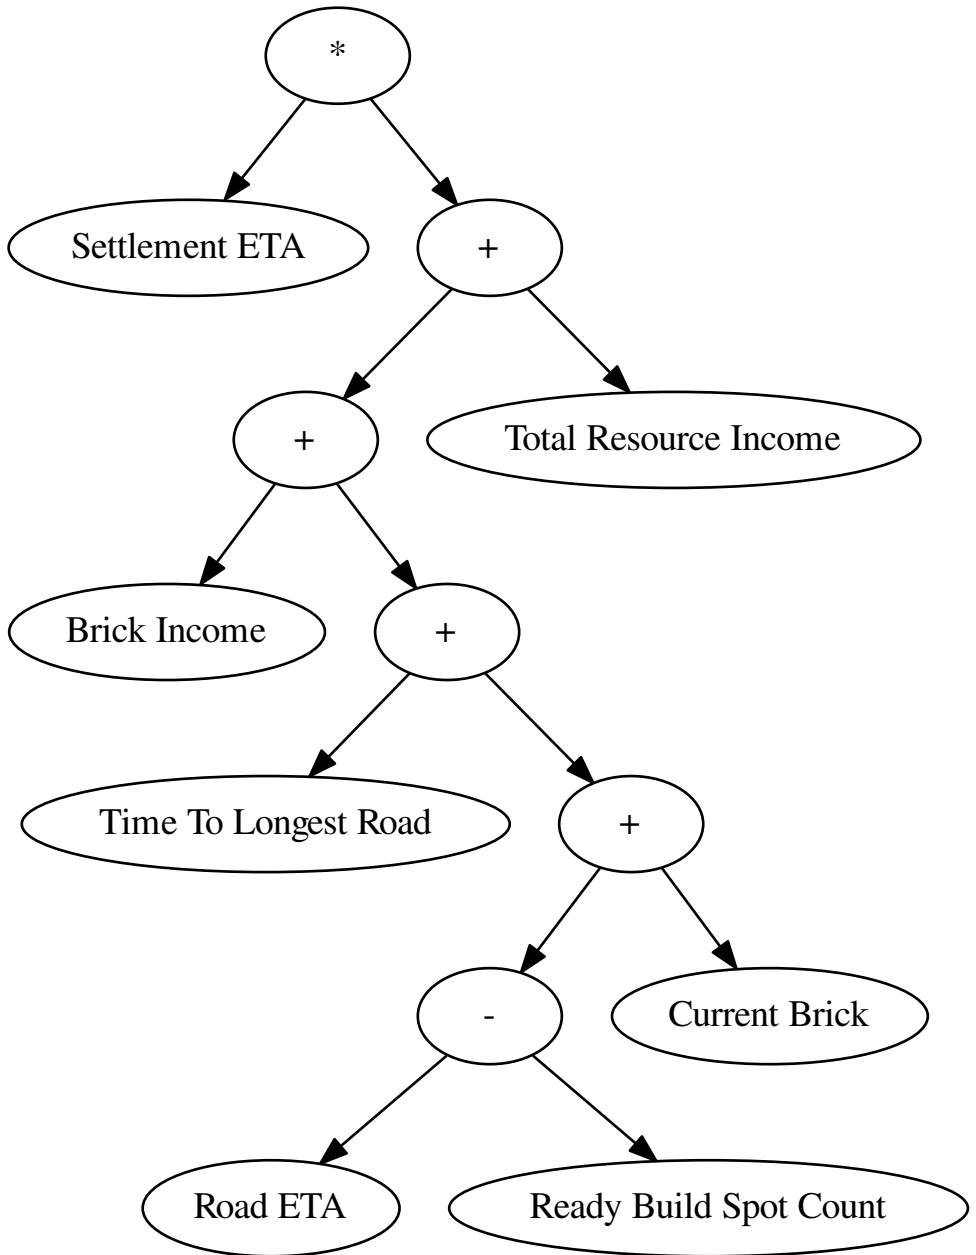 *
Settlement ETA
+
+
Total Resource Income
Brick Income
+
Time To Longest Road
+
-
Current Brick
Road ETA
Ready Build Spot Count